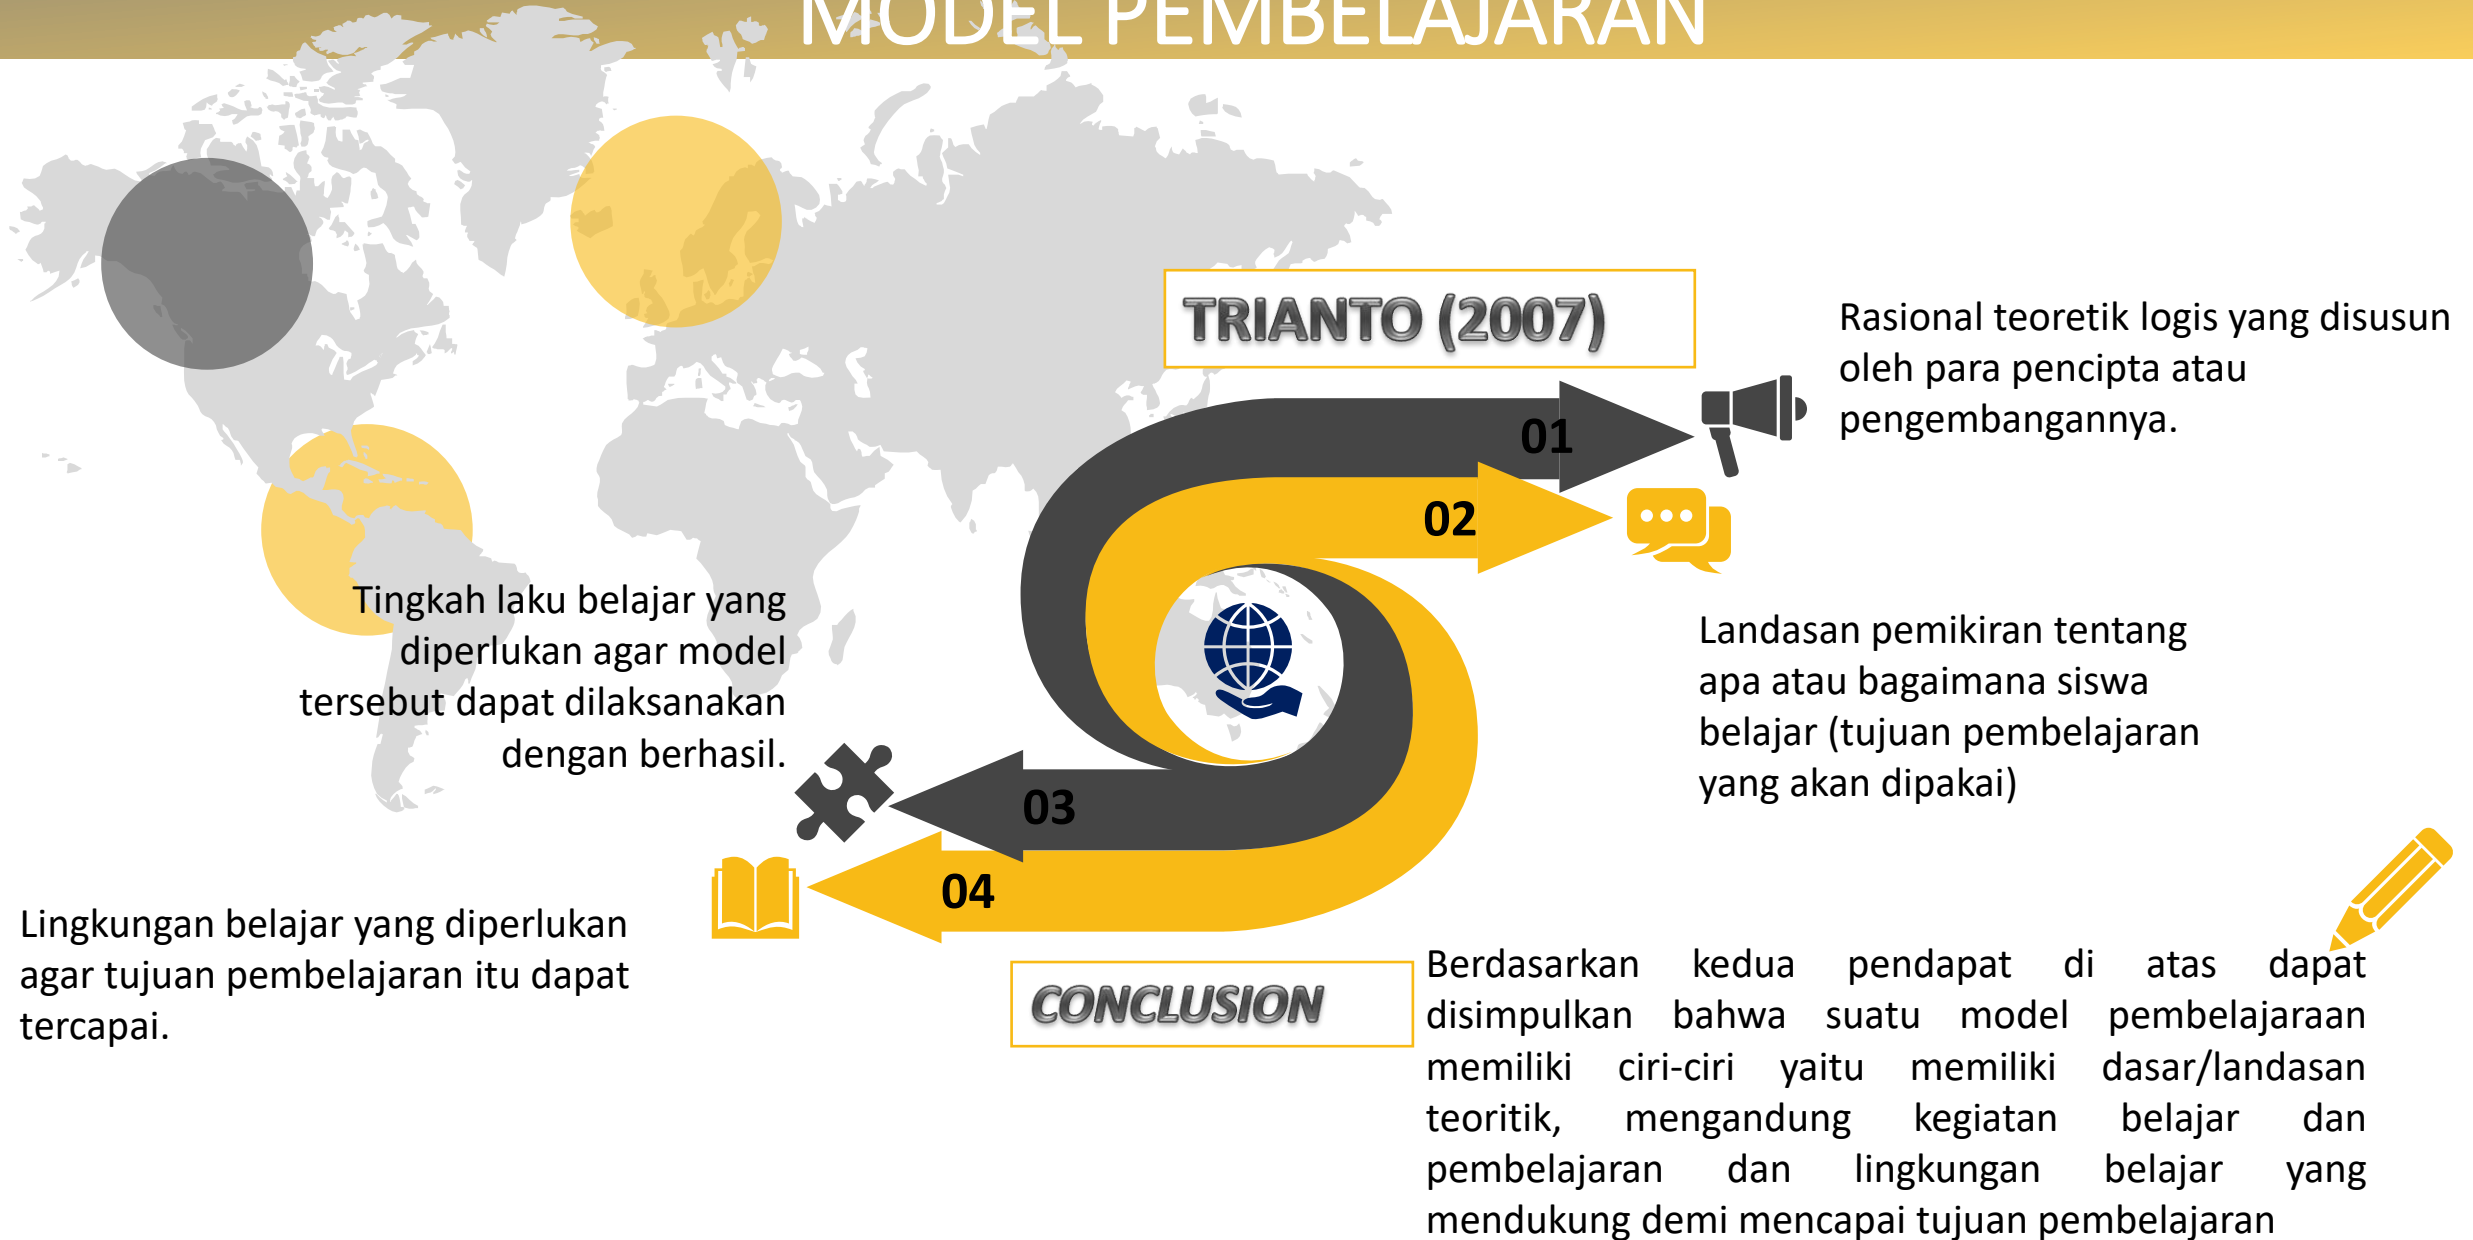 MODEL PEMBELAJARAN
TRIANTO (2007)
01
Rasional teoretik logis yang disusun
oleh para pencipta atau
pengembangannya.
02
Landasan pemikiran tentang
apa atau bagaimana siswa
belajar (tujuan pembelajaran
yang akan dipakai)
Tingkah laku belajar yang
diperlukan agar model
tersebut dapat dilaksanakan
dengan berhasil.
03
04
Lingkungan belajar yang diperlukan
agar tujuan pembelajaran itu dapat
tercapai.
CONCLUSION
Berdasarkan kedua pendapat di atas dapat
disimpulkan bahwa suatu model pembelajaraan
memiliki ciri-ciri yaitu memiliki dasar/landasan
teoritik, mengandung kegiatan belajar dan
pembelajaran dan lingkungan belajar yang
mendukung demi mencapai tujuan pembelajaran